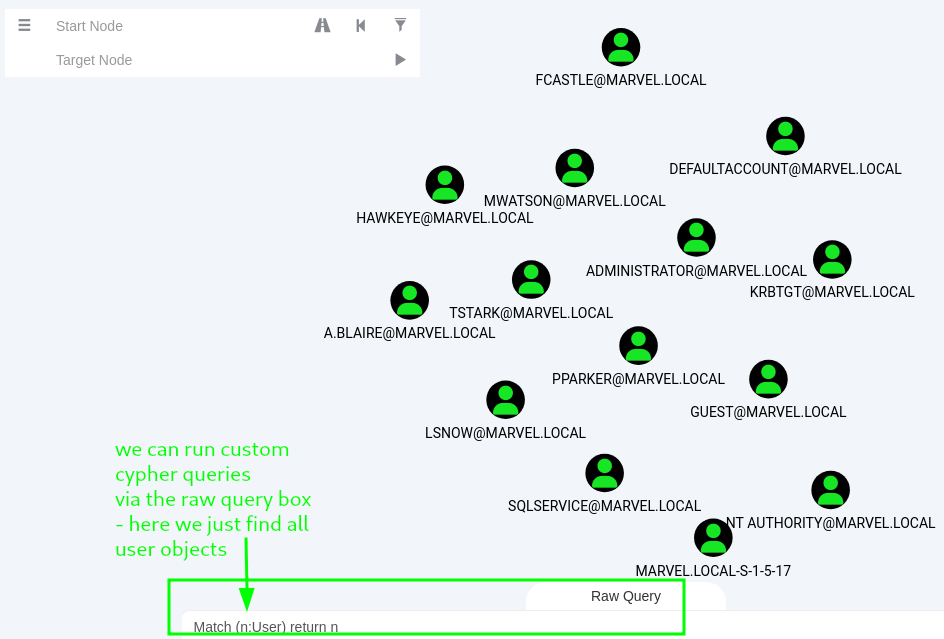 Start Node
Target Node
FCASTLE@MARVEL.LOCAL
DEFAULTACCOUNT@MARVEL.LOCAL
MWATSON@MARVEL.LOCAL
HAWKEYE@MARVEL.LOCAL
ADMINISTRATOR@MARVEL.LOCAL
KRBTGT@MARVEL.LOCAL
TSTARK@MARVEL.LOCAL
A.BLAIRE@MARVEL.LOCAL
PPARKER@MARVEL.LOCAL
GUEST@MARVEL.LOCAL
LSNOW@MARVEL.LOCAL
we can run custom
cypher queries
via the raw query box
- here we just find all
user objects
SQLSERVICE@MARVEL.LOCAL
NT AUTHORITY@MARVEL.LOCAL
MARVEL.LOCAL-S-1-5-17
Raw Query
Match (n:User) return n